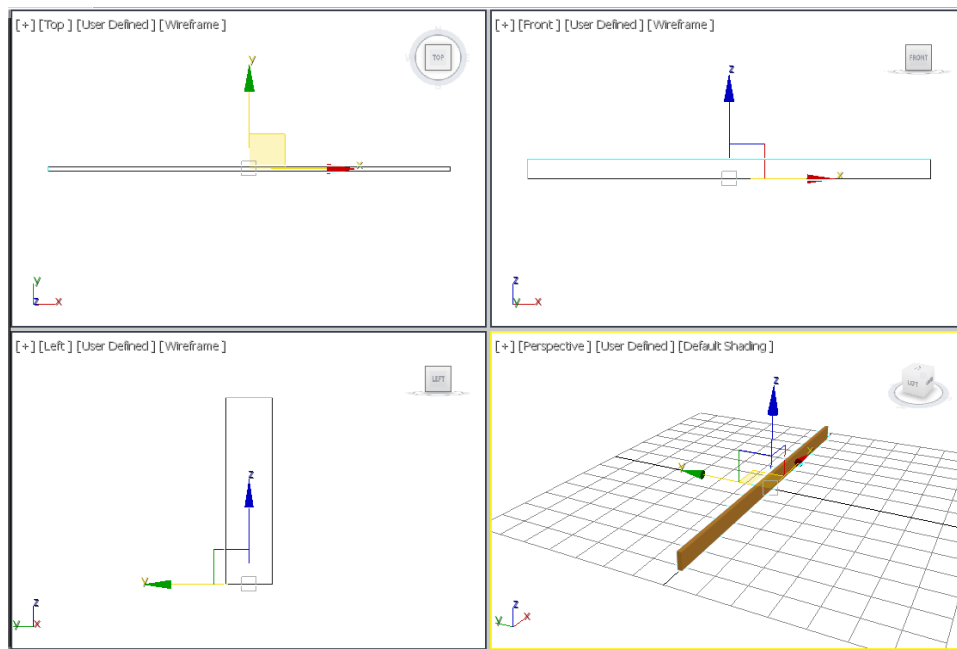 [+] [Top] [User Defined] [Wireframe]
TOP
y
x
y
z x
[+] [Front] [User Defined] [Wireframe]
FRONT
z
x
z
y x
[+] [Left] [User Defined] [Wireframe]
LEFT
z
y
z
y x
[+] [Perspective] [User Defined] [Default Shading]
LEFT
z
y
x
z
y x